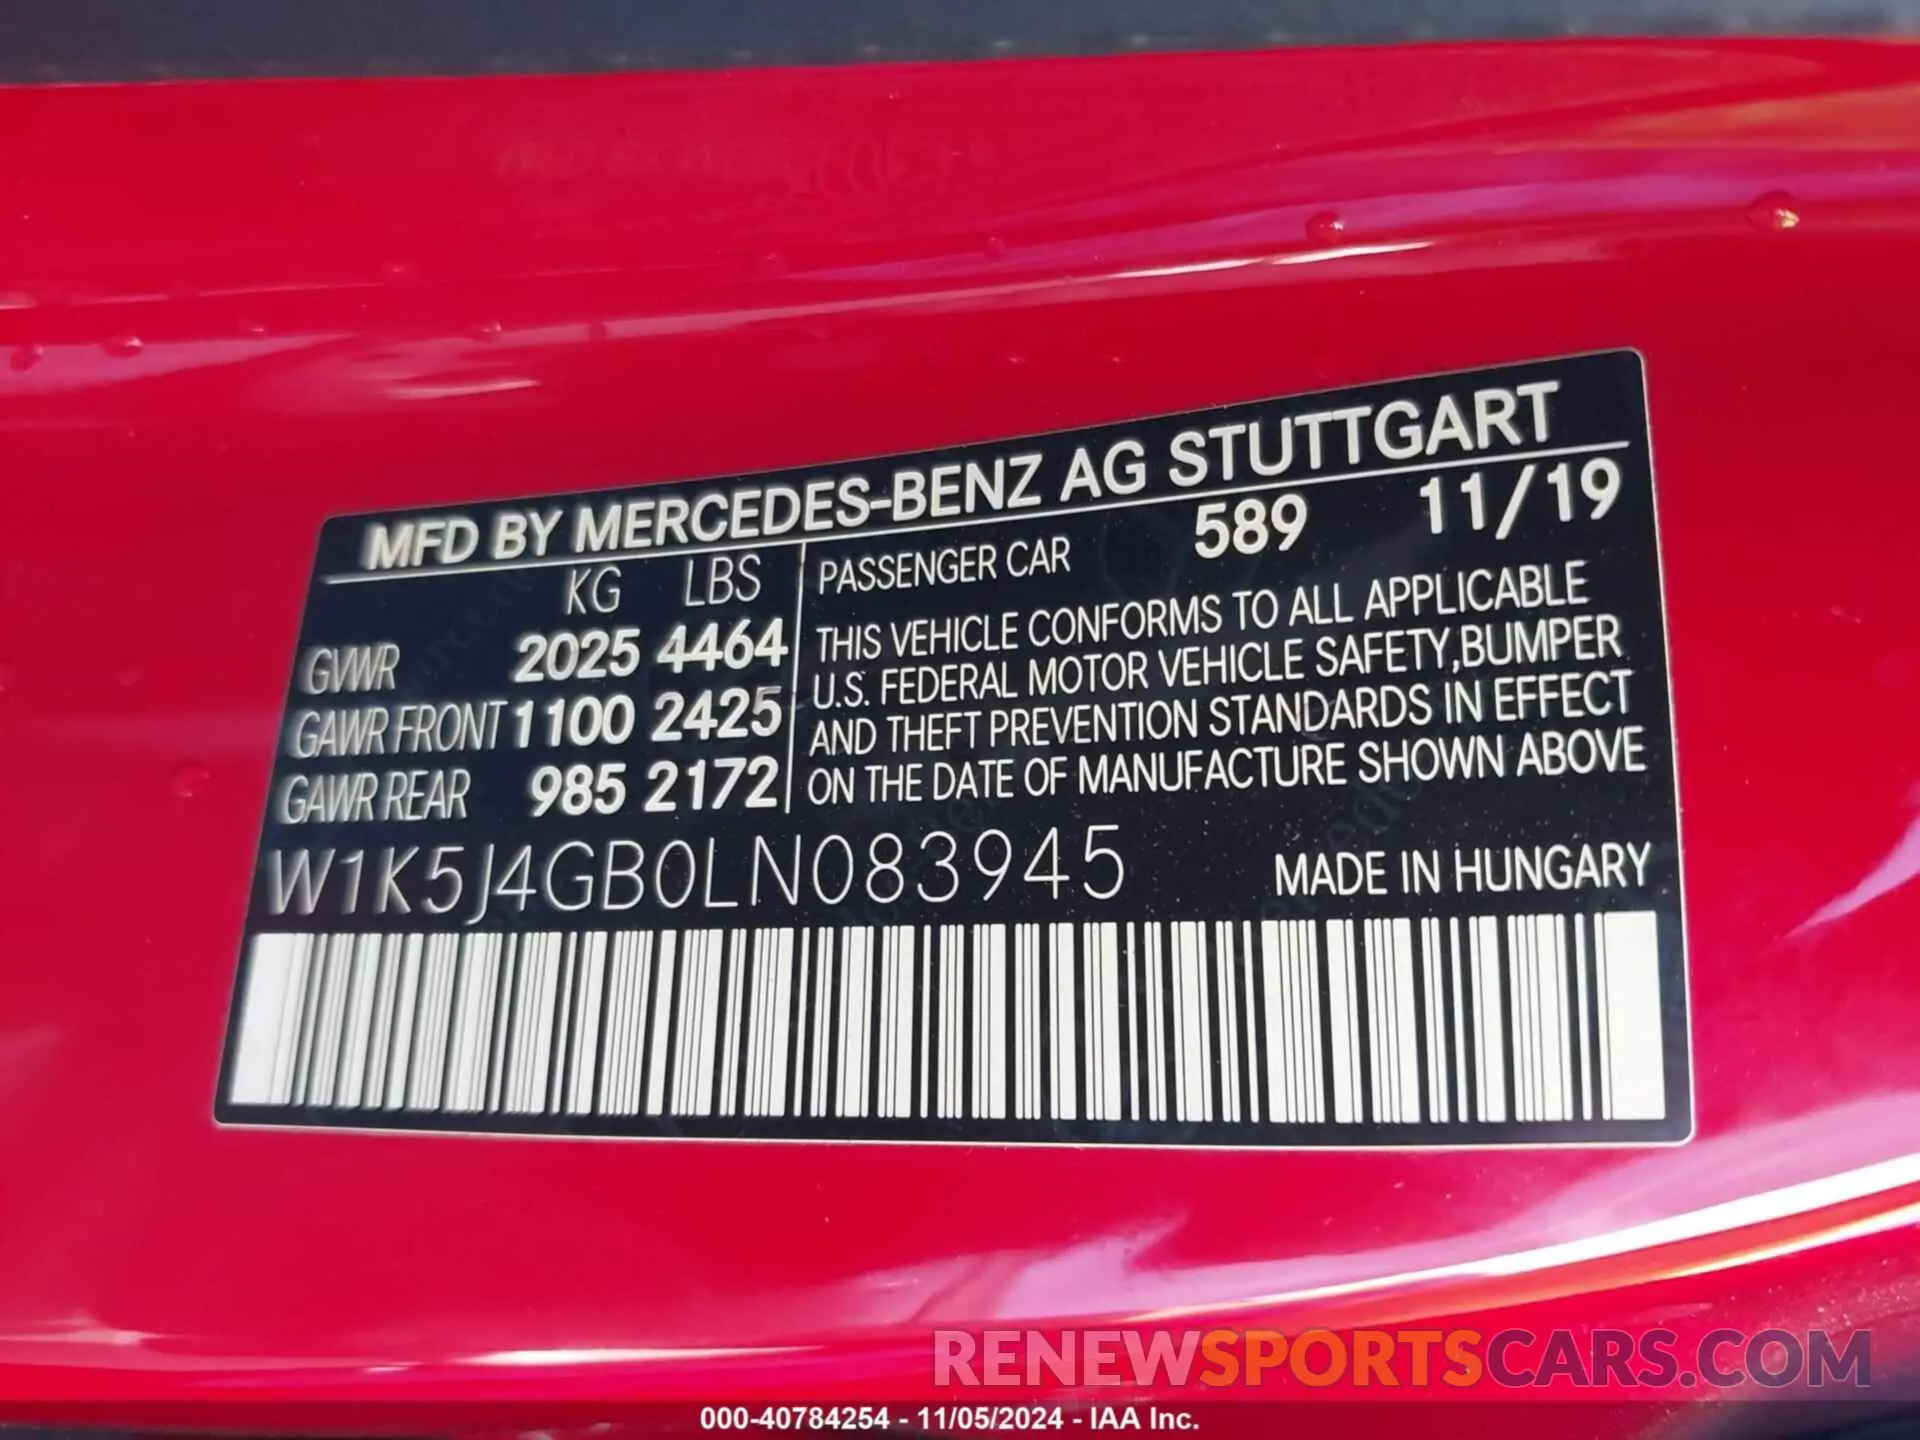 MFD BY MERCEDES-BENZ AG STUTTGART
KG LBS
GVWR 2025 4464
GAWR FRONT 1100 2425
GAWR REAR 985 2172
PASSENGER CAR 589 11/19
THIS VEHICLE CONFORMS TO ALL APPLICABLE
U.S. FEDERAL MOTOR VEHICLE SAFETY,BUMPER
AND THEFT PREVENTION STANDARDS IN EFFECT
ON THE DATE OF MANUFACTURE SHOWN ABOVE
W1K5J4GB0LN083945
MADE IN HUNGARY
RENEWSPORTSCARS.COM
000-40784254 - 11/05/2024 - IAA Inc.